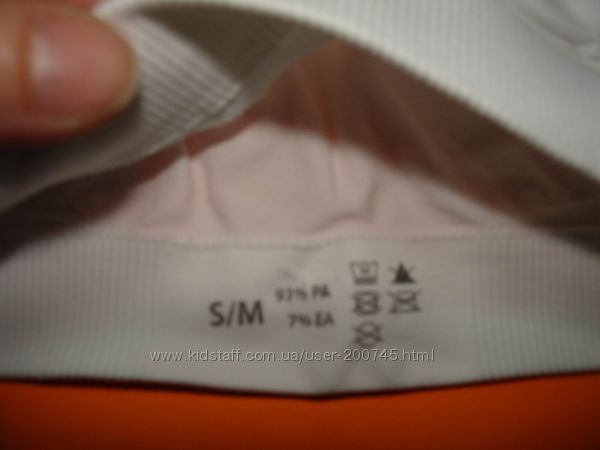 S/M 93% PA
7% EA
www.kidstaff.com.ua/user-200745.html